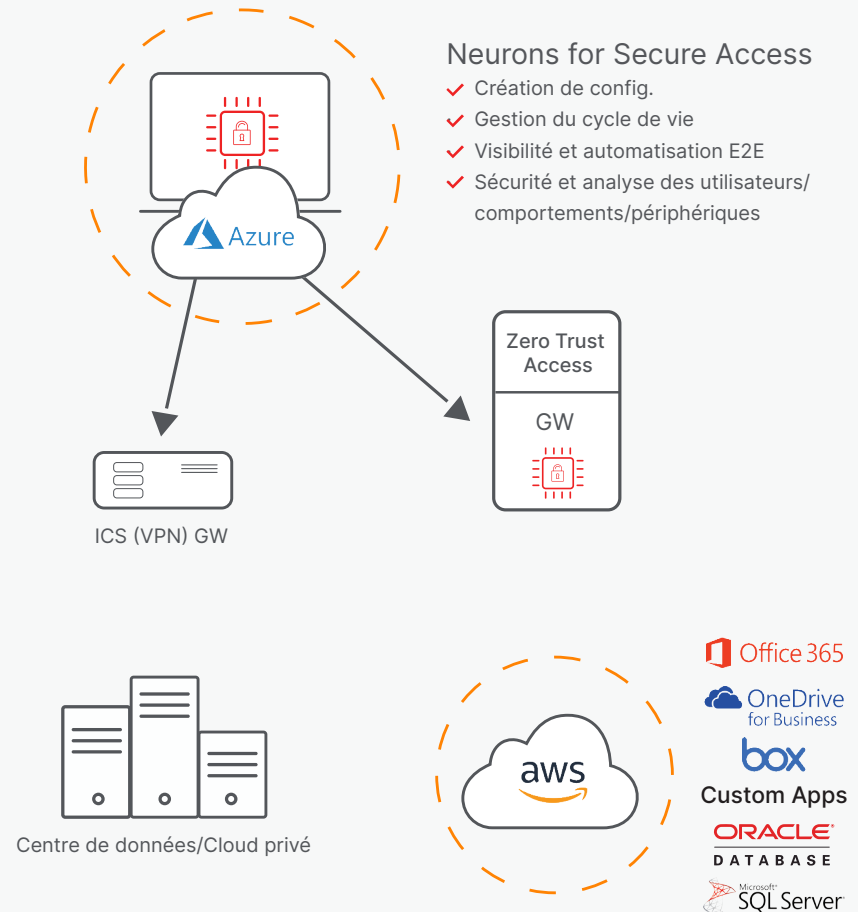 Neurons for Secure Access
Création de config.
Gestion du cycle de vie
Visibilité et automatisation E2E
Sécurité et analyse des utilisateurs/
comportements/périphériques
Azure
Zero Trust
Access
GW
ICS (VPN) GW
Office 365
OneDrive
for Business
box
aws
Custom Apps
ORACLE
DATABASE
Microsoft
SQL Server
Centre de données/Cloud privé